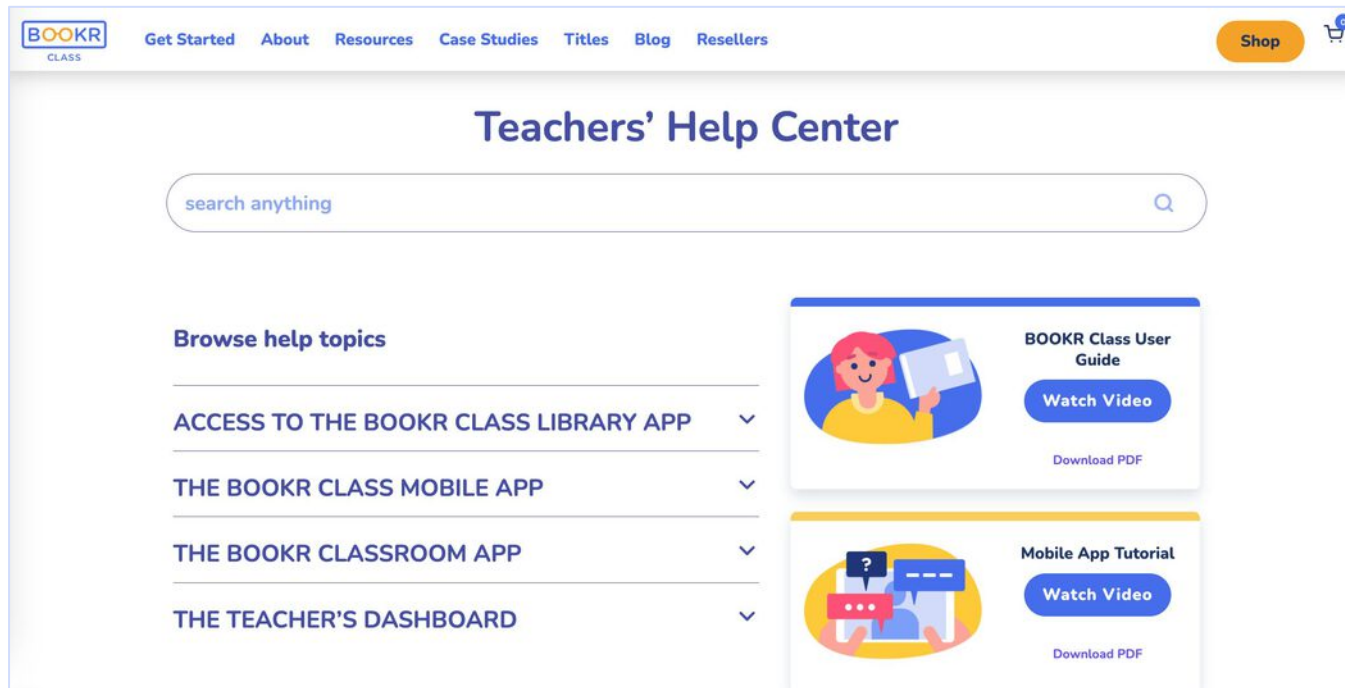 BOOKR
CLASS
Get Started About Resources Case Studies Titles Blog Resellers
Shop
Teachers’ Help Center
search anything
Browse help topics
ACCESS TO THE BOOKR CLASS LIBRARY APP
THE BOOKR CLASS MOBILE APP
THE BOOKR CLASSROOM APP
THE TEACHER’S DASHBOARD
BOOKR Class User
Guide
Watch Video
Download PDF
?
Mobile App Tutorial
Watch Video
Download PDF